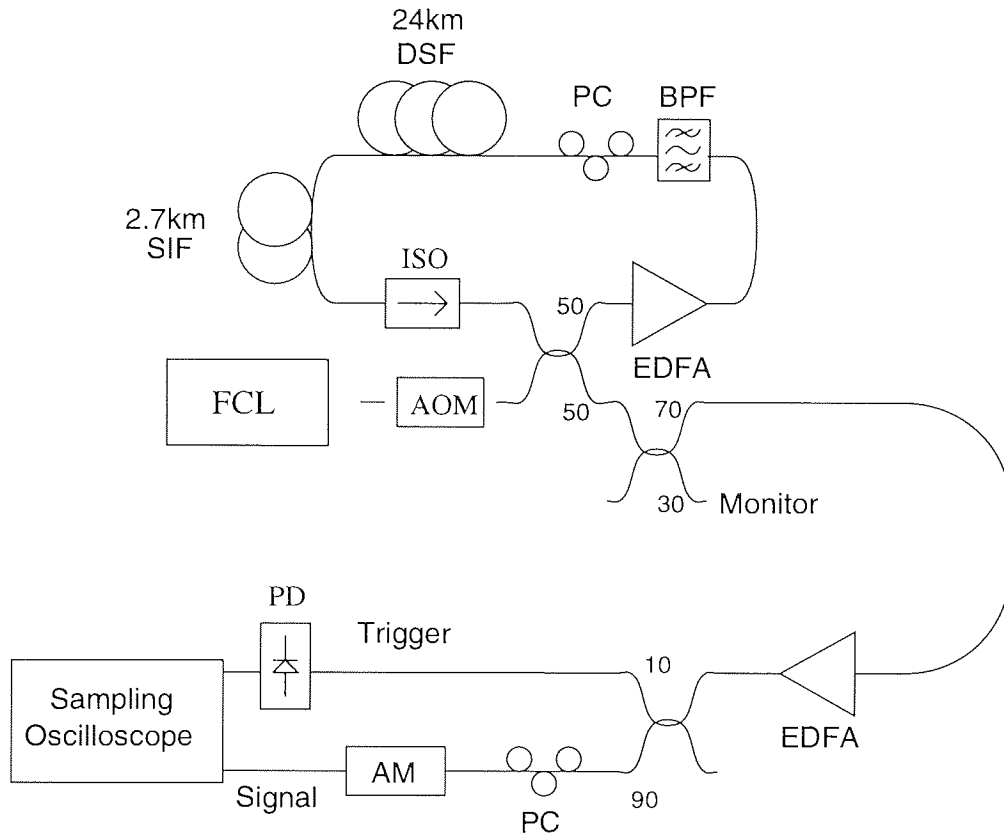 24km
DSF
PC
BPF
2.7km
SIF
ISO
50
EDFA
FCL
AOM
50
70
30
Monitor
PD
Trigger
10
Sampling
Oscilloscope
EDFA
AM
Signal
PC
90